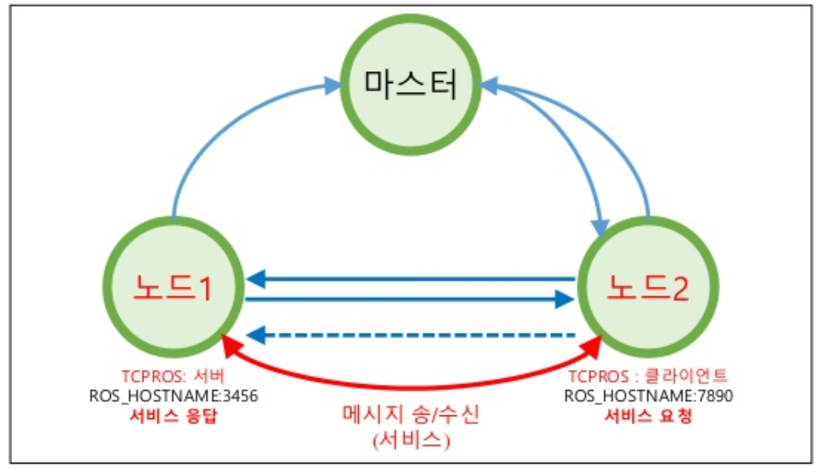 마스터
노드1
노드2
TCPROS: 서버
ROS_HOSTNAME:3456
서비스 응답
메시지 송/수신
(서비스)
TCPROS : 클라이언트
ROS_HOSTNAME:7890
서비스 요청